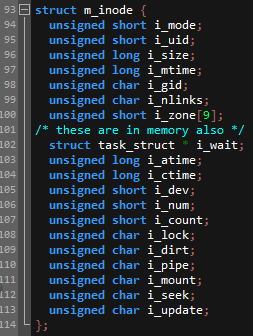 93 struct m_inode {
94 unsigned short i_mode;
95 unsigned short i_uid;
96 unsigned long i_size;
97 unsigned long i_mtime;
98 unsigned char i_gid;
99 unsigned char i_nlinks;
100 unsigned short i_zone[9];
101 /* these are in memory also */
102 struct task_struct * i_wait;
103 unsigned long i_atime;
104 unsigned long i_ctime;
105 unsigned short i_dev;
106 unsigned short i_num;
107 unsigned short i_count;
108 unsigned char i_lock;
109 unsigned char i_dirt;
110 unsigned char i_pipe;
111 unsigned char i_mount;
112 unsigned char i_seek;
113 unsigned char i_update;
114 };